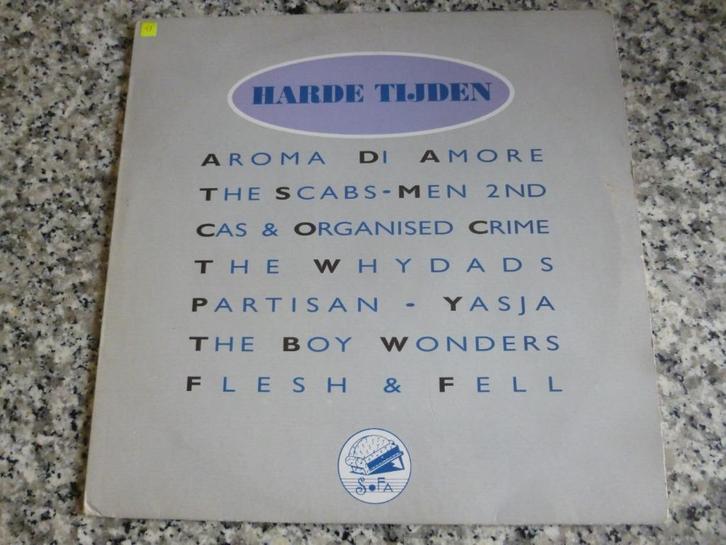 HARDE TIJDEN
AROMA DI AMORE
THE SCABS-MEN 2ND
CAS & ORGANISED CRIME
THE WHYDADS
PARTISAN - YASJA
THE BOY WONDERS
FLESH & FELL
SOFA